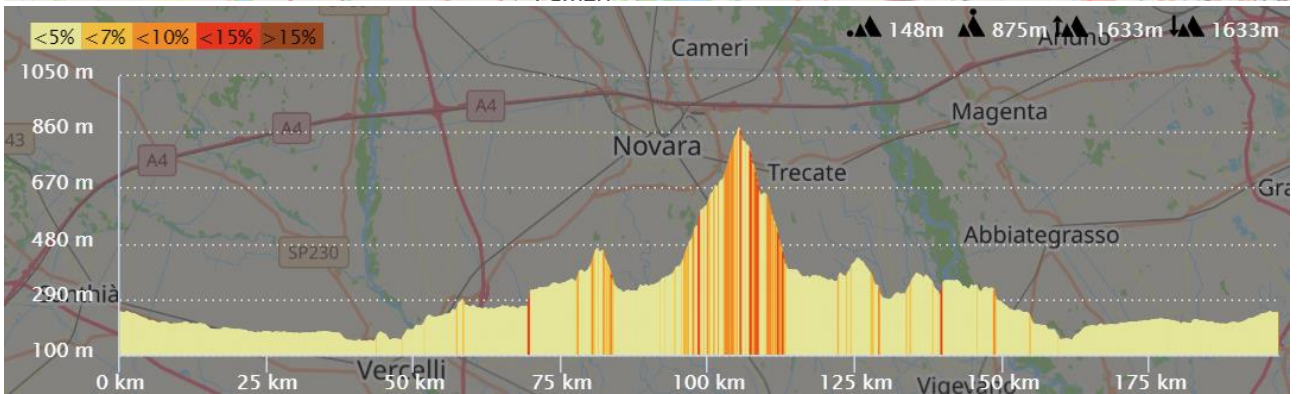 <5% <7% <10% <15% >15%
148m 875m 1633m 1633m
Cameri
1050 m
A4
Magenta
860 m
43
A4
Novara
A4
Trecate
670 m
SP230
Abbiategrasso
480 m
290 m
100 m
Vercelli
0 km 25 km 50 km 75 km 100 km 125 km 150 km 175 km